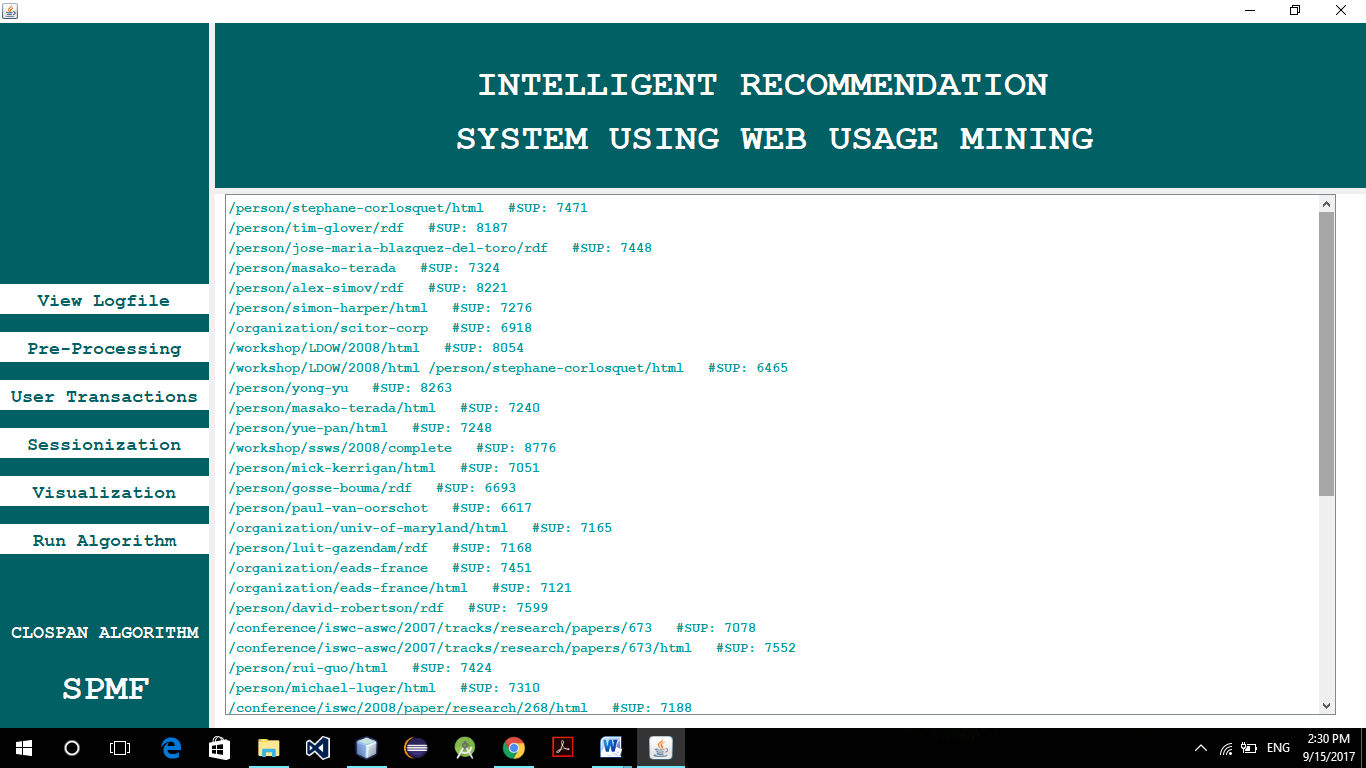 INTELLIGENT RECOMMENDATION
SYSTEM USING WEB USAGE MINING
View Logfile
Pre-Processing
User Transactions
Sessionization
Visualization
Run Algorithm
CLOSPAN ALGORITHM
SPMF
/person/stephane-corlosquet/html #SUP: 7471
/person/tim-glover/rdf #SUP: 8187
/person/jose-maria-blazquez-del-toro/rdf #SUP: 7448
/person/masako-terada #SUP: 7324
/person/alex-simov/rdf #SUP: 8221
/person/simon-harper/html #SUP: 7276
/organization/scitor-corp #SUP: 6918
/workshop/LDOW/2008/html #SUP: 8054
/workshop/LDOW/2008/html /person/stephane-corlosquet/html #SUP: 6465
/person/yong-yu #SUP: 8263
/person/masako-terada/html #SUP: 7240
/person/yue-pan/html #SUP: 7248
/workshop/ssws/2008/complete #SUP: 8776
/person/mick-kerrigan/html #SUP: 7051
/person/gosse-bouma/rdf #SUP: 6693
/person/paul-van-oorschot #SUP: 6617
/organization/univ-of-maryland/html #SUP: 7165
/person/luit-gazendam/rdf #SUP: 7168
/organization/eads-france #SUP: 7451
/organization/eads-france/html #SUP: 7121
/person/david-robertson/rdf #SUP: 7599
/conference/iswc-aswc/2007/tracks/research/papers/673 #SUP: 7078
/conference/iswc-aswc/2007/tracks/research/papers/673/html #SUP: 7552
/person/rui-guo/html #SUP: 7424
/person/michael-luger/html #SUP: 7310
/conference/iswc/2008/paper/research/268/html #SUP: 7188
ENG
2:30 PM
9/15/2017